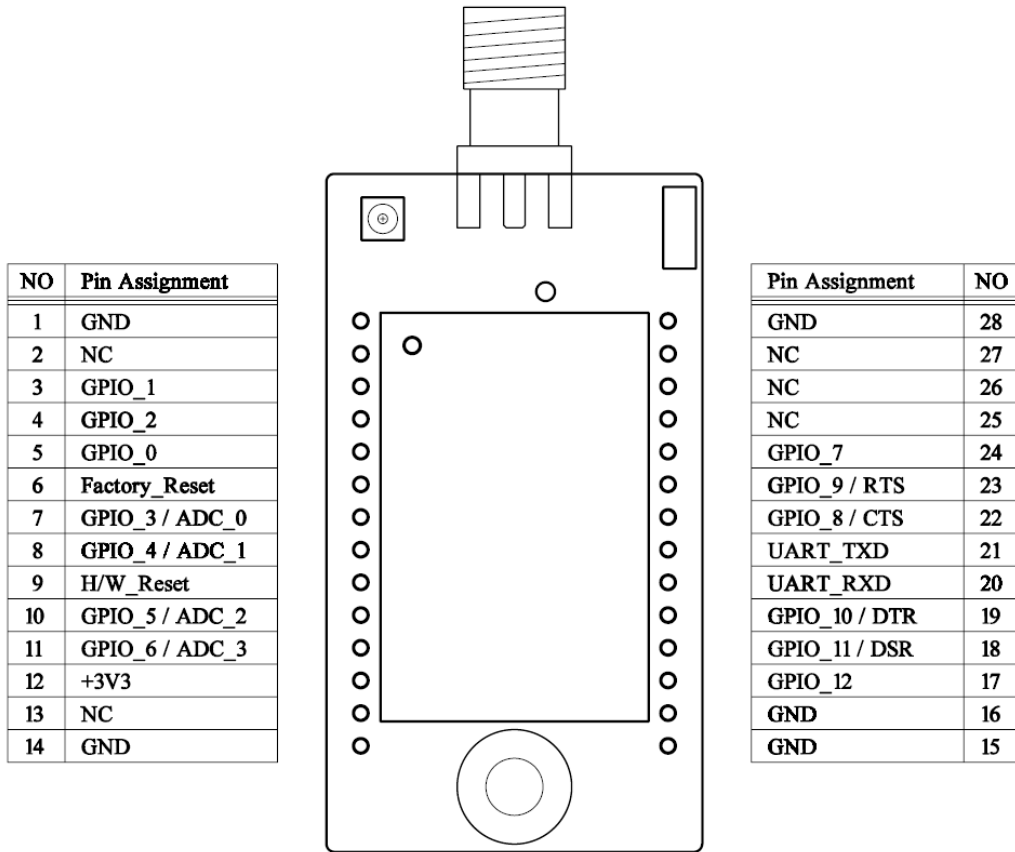 NO Pin Assignment
1 GND
2 NC
3 GPIO_1
4 GPIO_2
5 GPIO_0
6 Factory_Reset
7 GPIO_3 / ADC_0
8 GPIO_4 / ADC_1
9 H/W_Reset
10 GPIO_5 / ADC_2
11 GPIO_6 / ADC_3
12 +3V3
13 NC
14 GND
Pin Assignment NO
GND 28
NC 27
NC 26
NC 25
GPIO_7 24
GPIO_9 / RTS 23
GPIO_8 / CTS 22
UART_TXD 21
UART_RXD 20
GPIO_10 / DTR 19
GPIO_11 / DSR 18
GPIO_12 17
GND 16
GND 15